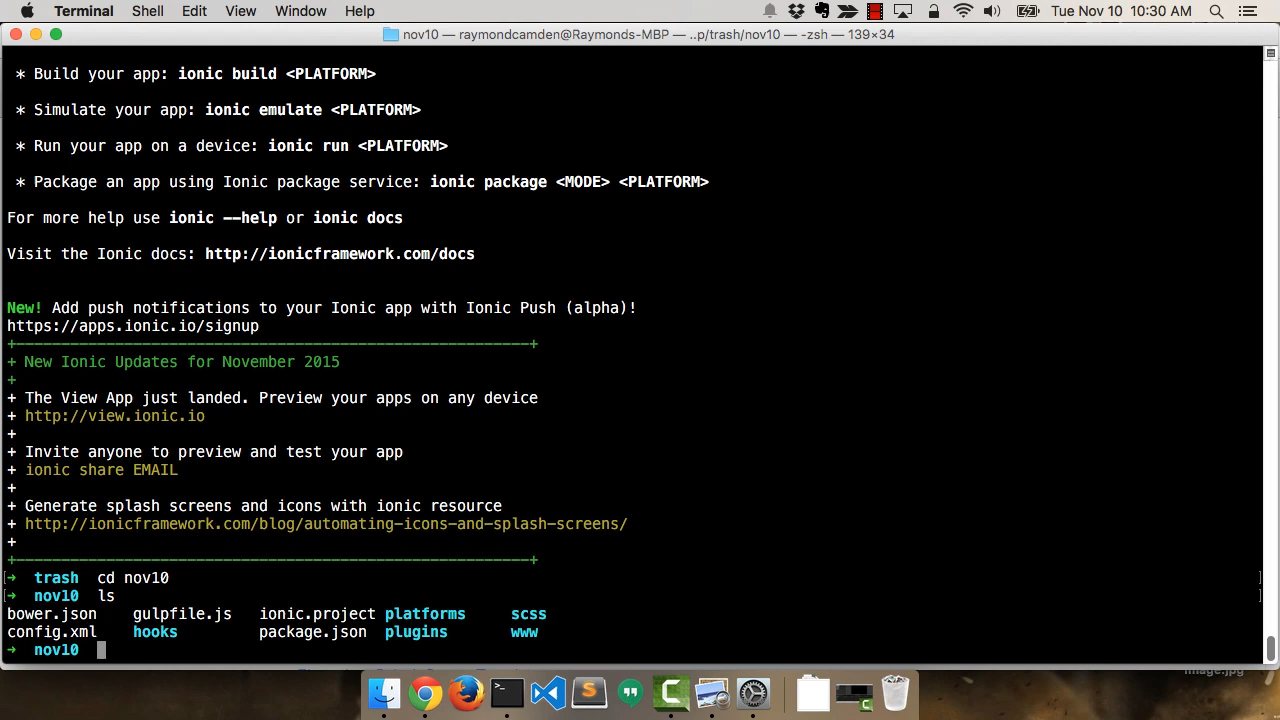 Terminal Shell Edit View Window Help Tue Nov 10 10:30 AM
nov10 — raymondcamden@Raymonds-MBP — ..p/trash/nov10 — -zsh — 139×34
* Build your app: ionic build <PLATFORM>
* Simulate your app: ionic emulate <PLATFORM>
* Run your app on a device: ionic run <PLATFORM>
* Package an app using Ionic package service: ionic package <MODE> <PLATFORM>
For more help use ionic --help or ionic docs
Visit the Ionic docs: http://ionicframework.com/docs
New! Add push notifications to your Ionic app with Ionic Push (alpha)!
https://apps.ionic.io/signup
+---------------------------------------------------------+
+ New Ionic Updates for November 2015
+
+ The View App just landed. Preview your apps on any device
+ http://view.ionic.io
+
+ Invite anyone to preview and test your app
+ ionic share EMAIL
+
+ Generate splash screens and icons with ionic resource
+ http://ionicframework.com/blog/automating-icons-and-splash-screens/
+
+---------------------------------------------------------+
[➜ trash cd nov10 ]
[➜ nov10 ls ]
bower.json gulpfile.js ionic.project platforms scss
config.xml hooks package.json plugins www
➜ nov10
image.jpg